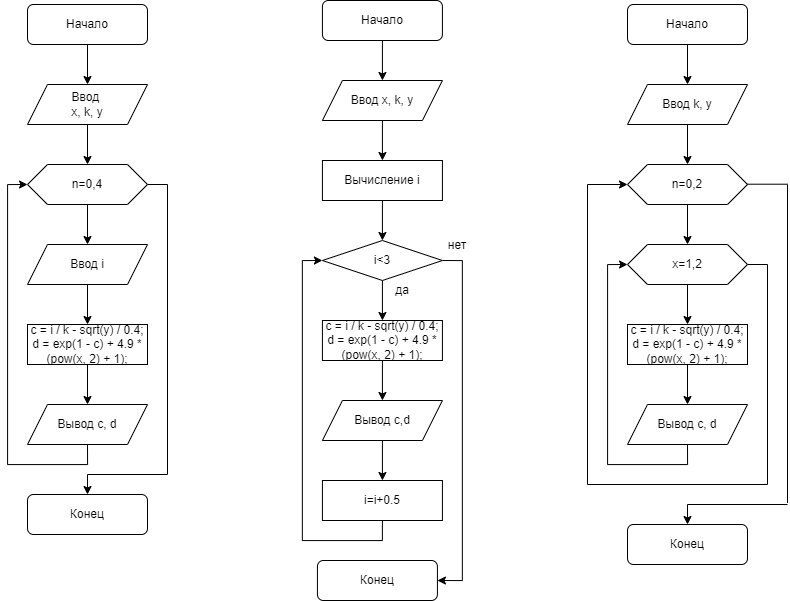 Начало
Ввод
x, k, y
n=0,4
Ввод i
c = i / k - sqrt(y) / 0.4;
d = exp(1 - c) + 4.9 *
(pow(x, 2) + 1);
Вывод c, d
Конец
Начало
Ввод x, k, y
Вычисление i
i<3
нет
да
c = i / k - sqrt(y) / 0.4;
d = exp(1 - c) + 4.9 *
(pow(x, 2) + 1);
Вывод c,d
i=i+0.5
Конец
Начало
Ввод k, y
n=0,2
x=1,2
c = i / k - sqrt(y) / 0.4;
d = exp(1 - c) + 4.9 *
(pow(x, 2) + 1);
Вывод c, d
Конец